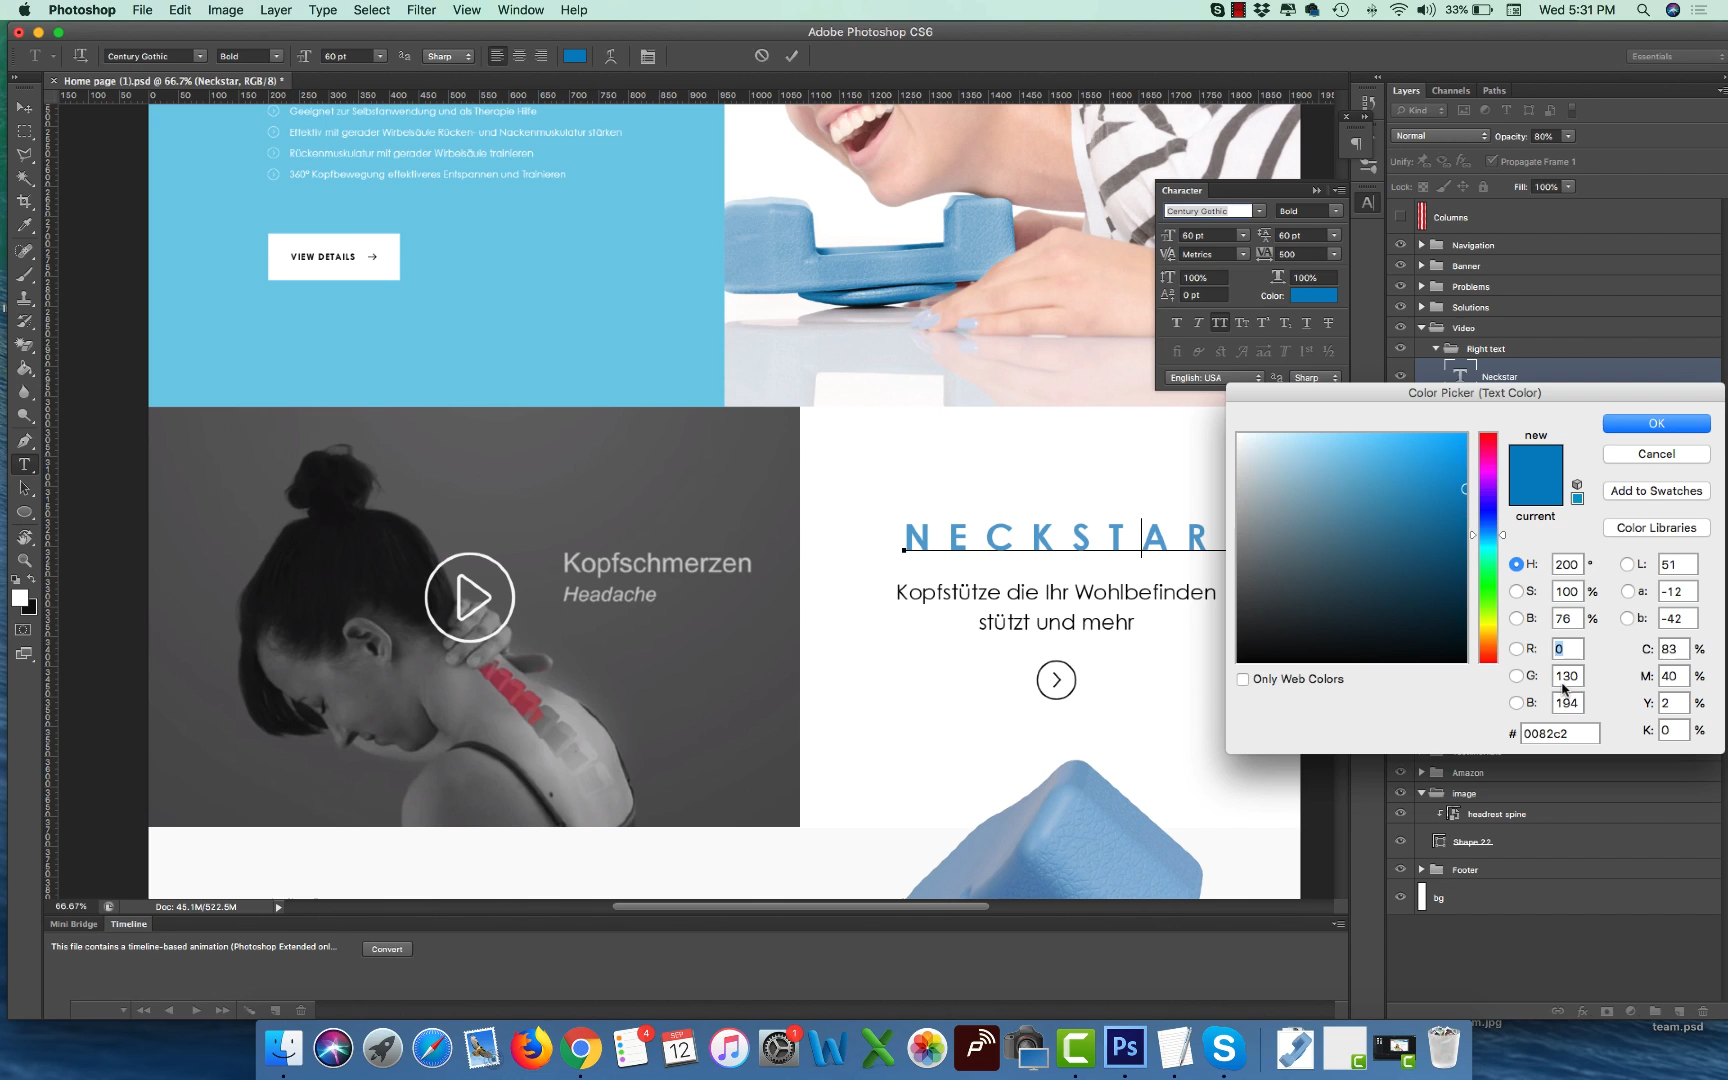 Photoshop File Edit Image Layer Type Select Filter View Window Help 33% Wed 5:31 PM
Adobe Photoshop CS6
Century Gothic Bold 60 pt Sharp Essentials
Home page (1).psd @ 66.7% (Neckstar, RGB/8) *
Geeignet zur Selbstanwendung und als Therapie Hilfe
Effektiv mit gerader Wirbelsäule Rücken- und Nackenmuskulatur stärken
Rückenmuskulatur mit gerader Wirbelsäule trainieren
360º Kopfbewegung effektiveres Entspannen und Trainieren
VIEW DETAILS
Kopfschmerzen
Headache
NECKSTAR
Kopfstütze die Ihr Wohlbefinden
stützt und mehr
Character
Century Gothic Bold
60 pt 60 pt
Metrics 500
100% 100%
0 pt Color:
English: USA Sharp
Layers Channels Paths
Kind
Normal Opacity: 80%
Unify: Propagate Frame 1
Lock: Fill: 100%
Columns
Navigation
Banner
Problems
Solutions
Video
Right text
Neckstar
Color Picker (Text Color)
new
current
OK
Cancel
Add to Swatches
Color Libraries
H: 200 ° L: 51
S: 100 % a: -12
B: 76 % b: -42
R: 0 C: 83 %
G: 130 M: 40 %
B: 194 Y: 2 %
# 0082c2 K: 0 %
Only Web Colors
Amazon
image
headrest spine
Shape 22
Footer
bg
66.67% Doc: 45.1M/522.5M
Mini Bridge Timeline
This file contains a timeline-based animation (Photoshop Extended onl...
Convert
m.jpg
team.psd
4
SEP
12
1
Ps